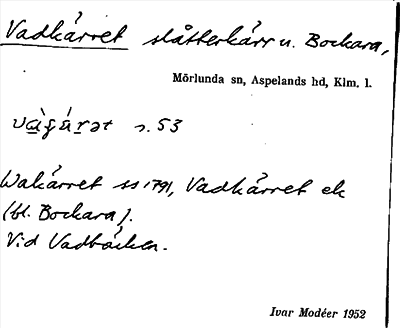 Vadkärret slåtterkärr u. Bockara,
Mörlunda sn, Aspelands hd, Klm. l.
s. 53
Wakärret ss 1791, Vadkärret ek
(bl. Bockara).
Vid Vadbäcken.
Ivar Modéer 1952